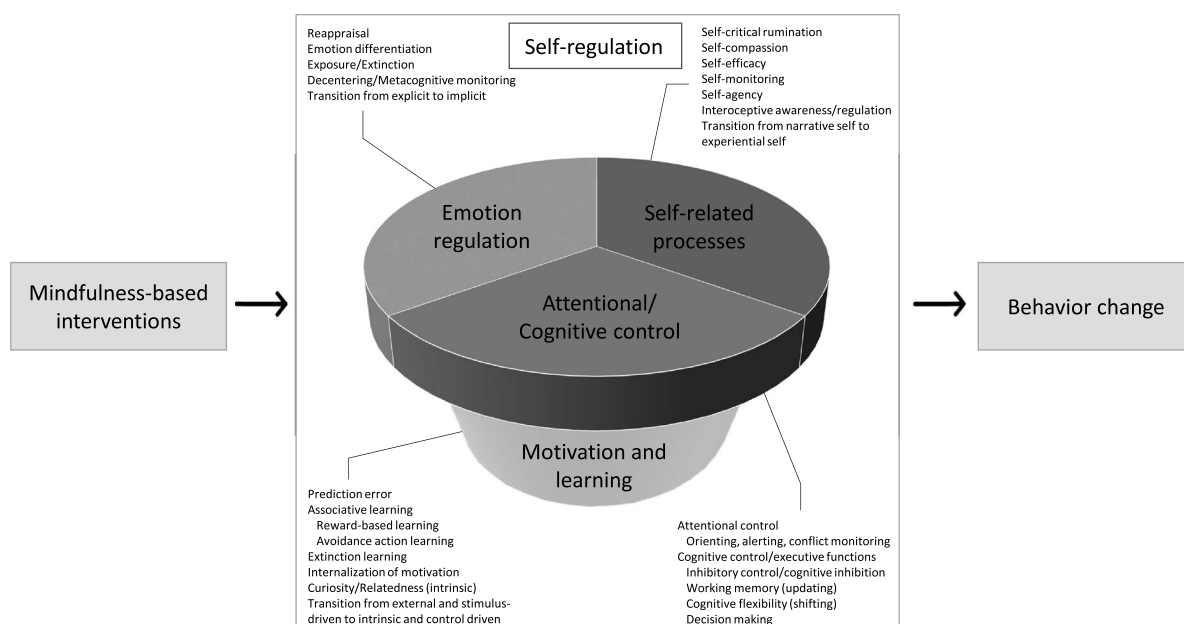 Reappraisal
Emotion differentiation
Exposure/Extinction
Decentering/Metacognitive monitoring
Transition from explicit to implicit
Self-regulation
Self-critical rumination
Self-compassion
Self-efficacy
Self-monitoring
Self-agency
Interoceptive awareness/regulation
Transition from narrative self to
experiential self
Emotion
regulation
Self-related
processes
Mindfulness-based
interventions
Attentional/
Cognitive control
Behavior change
Motivation and
learning
Prediction error
Associative learning
Reward-based learning
Avoidance action learning
Extinction learning
Internalization of motivation
Curiosity/Relatedness (intrinsic)
Transition from external and stimulus-
driven to intrinsic and control driven
Attentional control
Orienting, alerting, conflict monitoring
Cognitive control/executive functions
Inhibitory control/cognitive inhibition
Working memory (updating)
Cognitive flexibility (shifting)
Decision making